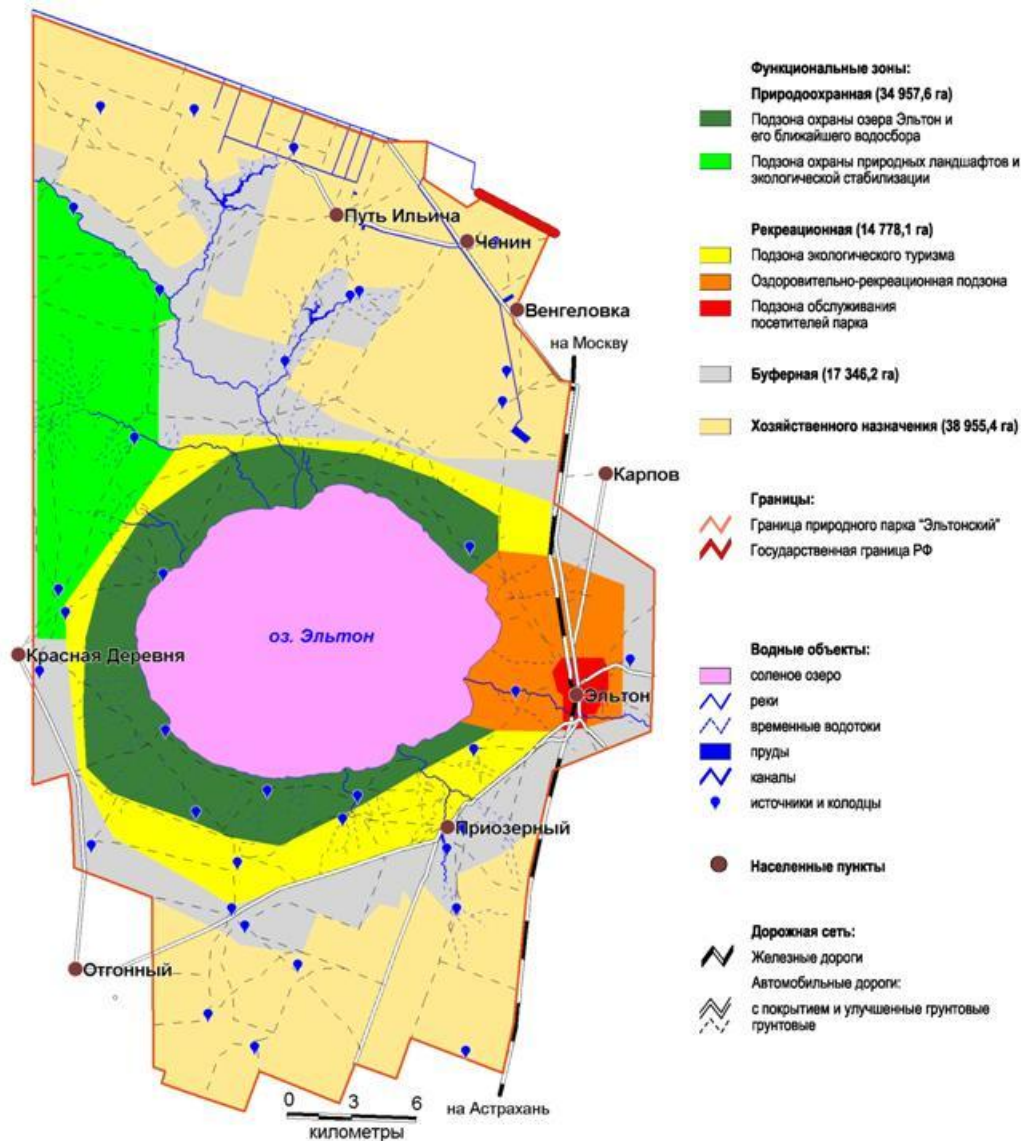 Путь Ильича
Ченин
Венгеловка
на Москву
Карпов
оз. Эльтон
Красная Деревня
Эльтон
Приозерный
Отгонный
на Астрахань
0 3 6
километры
Функциональные зоны:
Природоохранная (34 957,6 га)
Подзона охраны озера Эльтон и
его ближайшего водосбора
Подзона охраны природных ландшафтов и
экологической стабилизации
Рекреационная (14 778,1 га)
Подзона экологического туризма
Оздоровительно-рекреационная подзона
Подзона обслуживания
посетителей парка
Буферная (17 346,2 га)
Хозяйственного назначения (38 955,4 га)
Границы:
Граница природного парка "Эльтонский"
Государственная граница РФ
Водные объекты:
соленое озеро
реки
временные водотоки
пруды
каналы
источники и колодцы
Населенные пункты
Дорожная сеть:
Железные дороги
Автомобильные дороги:
с покрытием и улучшенные грунтовые
грунтовые